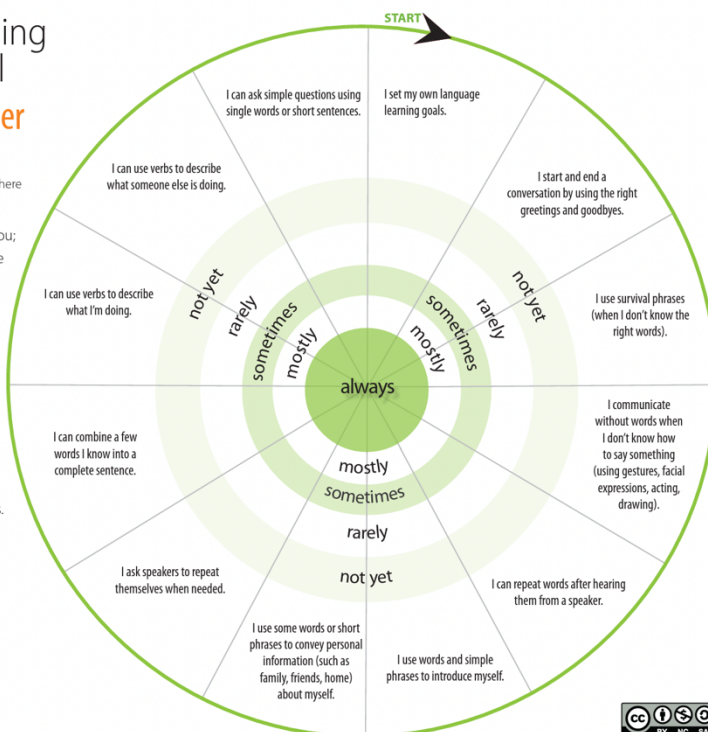 ing
l
er
here
ou;
e
s.
START
I set my own language
learning goals.
I start and end a
conversation by using the right
greetings and goodbyes.
I use survival phrases
(when I don't know the
right words).
I communicate
without words when
I don't know how
to say something
(using gestures, facial
expressions, acting,
drawing).
I can repeat words after hearing
them from a speaker.
I use words and simple
phrases to introduce myself.
I use some words or short
phrases to convey personal
information (such as
family, friends, home)
about myself.
I ask speakers to repeat
themselves when needed.
I can combine a few
words I know into a
complete sentence.
I can use verbs to describe
what I'm doing.
I can use verbs to describe
what someone else is doing.
I can ask simple questions using
single words or short sentences.
not yet
rarely
sometimes
mostly
mostly
sometimes
rarely
not yet
always
mostly
sometimes
rarely
not yet
cc
BY NC SA